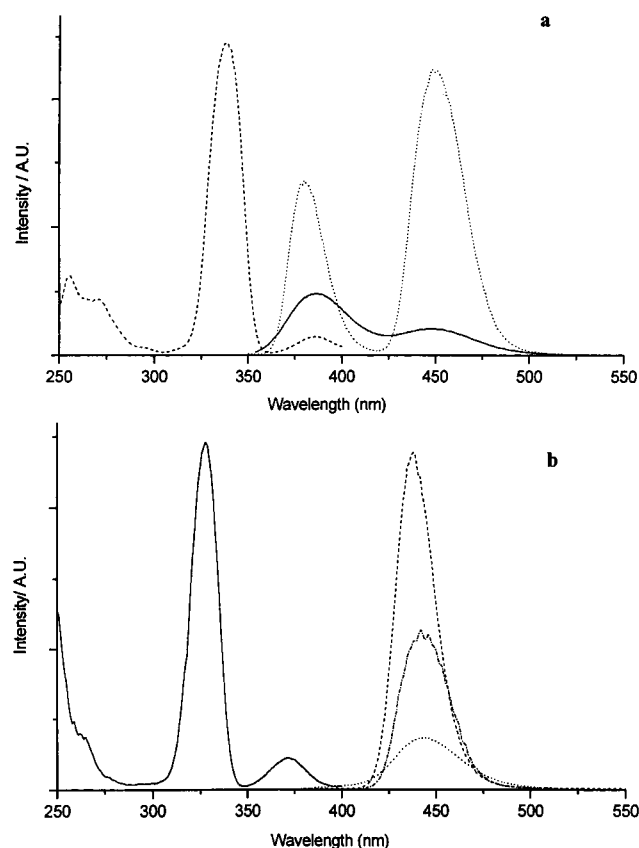 a
Intensity / A.U.
250 300 350 400 450 500 550
Wavelength (nm)
b
Intensity/ A.U.
250 250 300 350 400 450 500 550
Wavelength (nm)